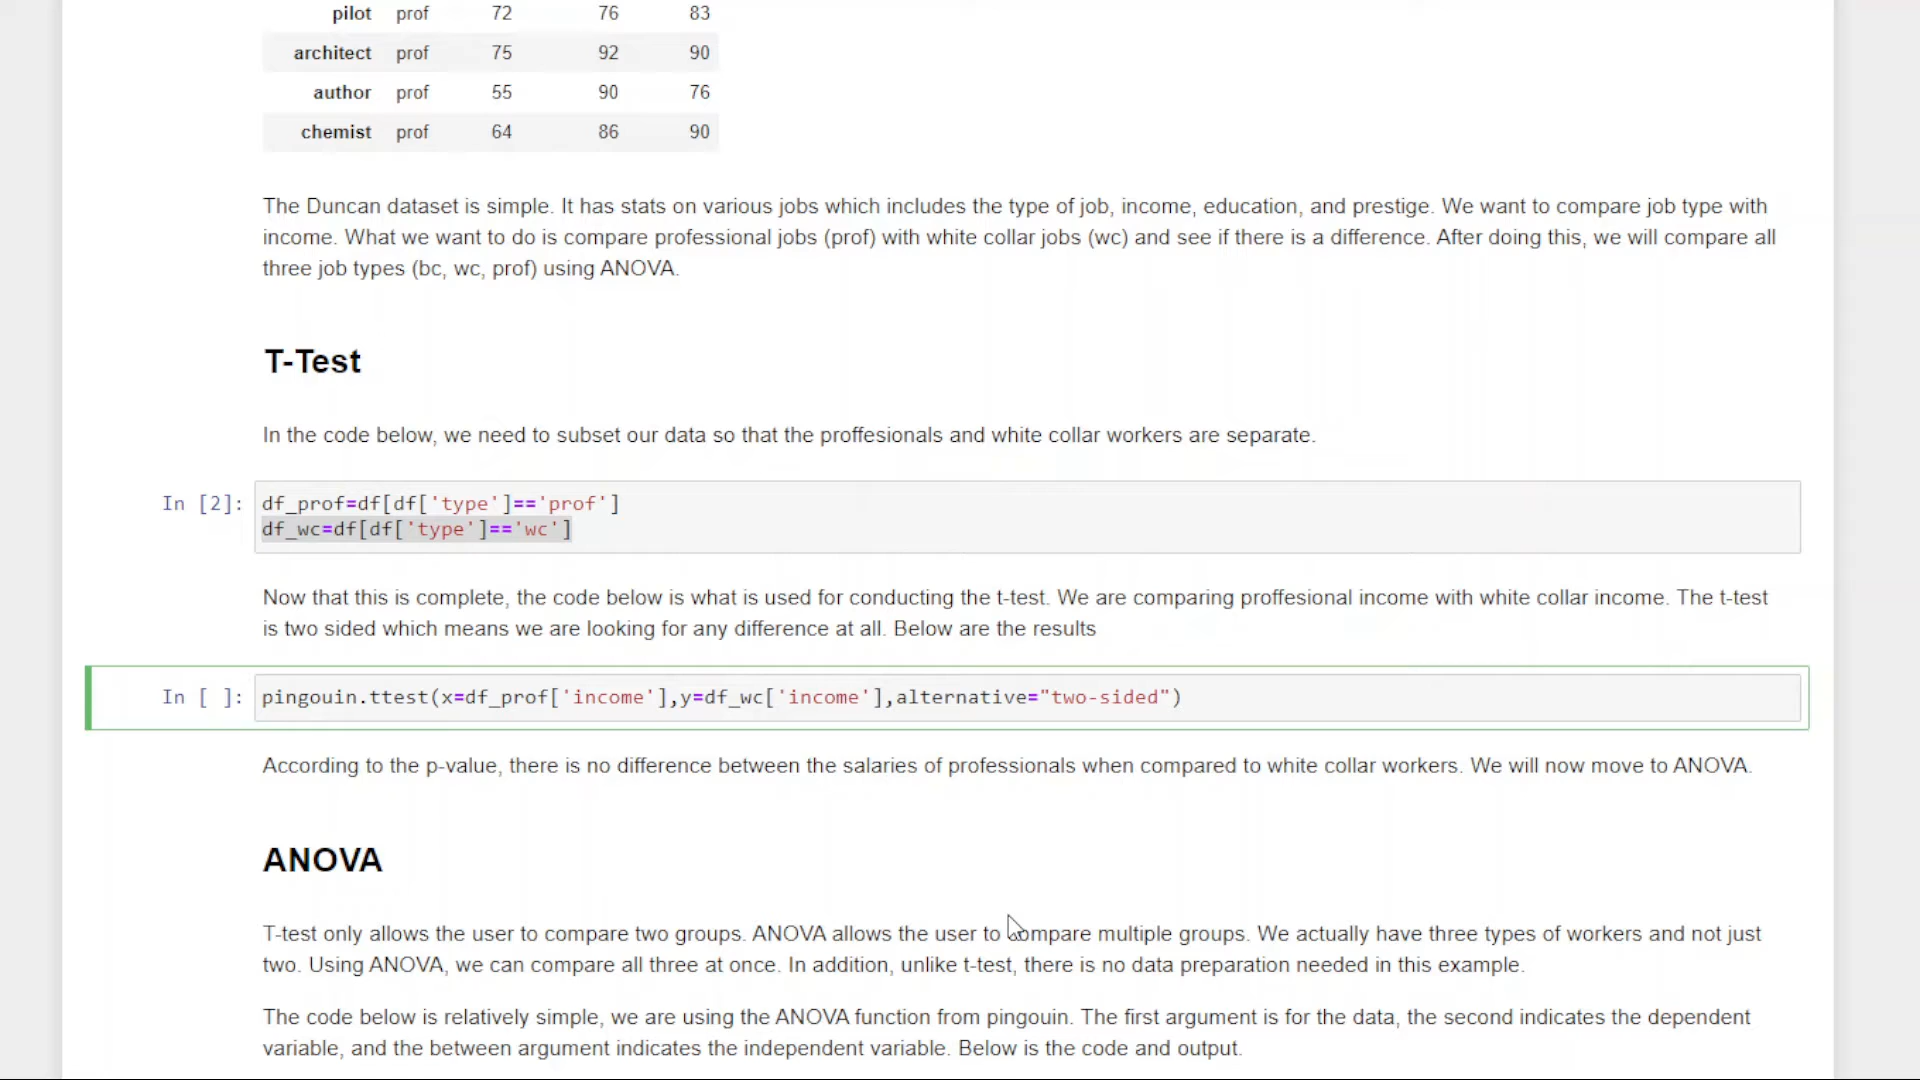 pilot prof 72 76 83
architect prof 75 92 90
author prof 55 90 76
chemist prof 64 86 90
The Duncan dataset is simple. It has stats on various jobs which includes the type of job, income, education, and prestige. We want to compare job type with
income. What we want to do is compare professional jobs (prof) with white collar jobs (wc) and see if there is a difference. After doing this, we will compare all
three job types (bc, wc, prof) using ANOVA.
T-Test
In the code below, we need to subset our data so that the proffesionals and white collar workers are separate.
In [2]: df_prof=df[df['type']=='prof']
df_wc=df[df['type']=='wc']
Now that this is complete, the code below is what is used for conducting the t-test. We are comparing proffesional income with white collar income. The t-test
is two sided which means we are looking for any difference at all. Below are the results
In [ ]: pingouin.ttest(x=df_prof['income'],y=df_wc['income'],alternative="two-sided")
According to the p-value, there is no difference between the salaries of professionals when compared to white collar workers. We will now move to ANOVA.
ANOVA
T-test only allows the user to compare two groups. ANOVA allows the user to compare multiple groups. We actually have three types of workers and not just
two. Using ANOVA, we can compare all three at once. In addition, unlike t-test, there is no data preparation needed in this example.
The code below is relatively simple, we are using the ANOVA function from pingouin. The first argument is for the data, the second indicates the dependent
variable, and the between argument indicates the independent variable. Below is the code and output.